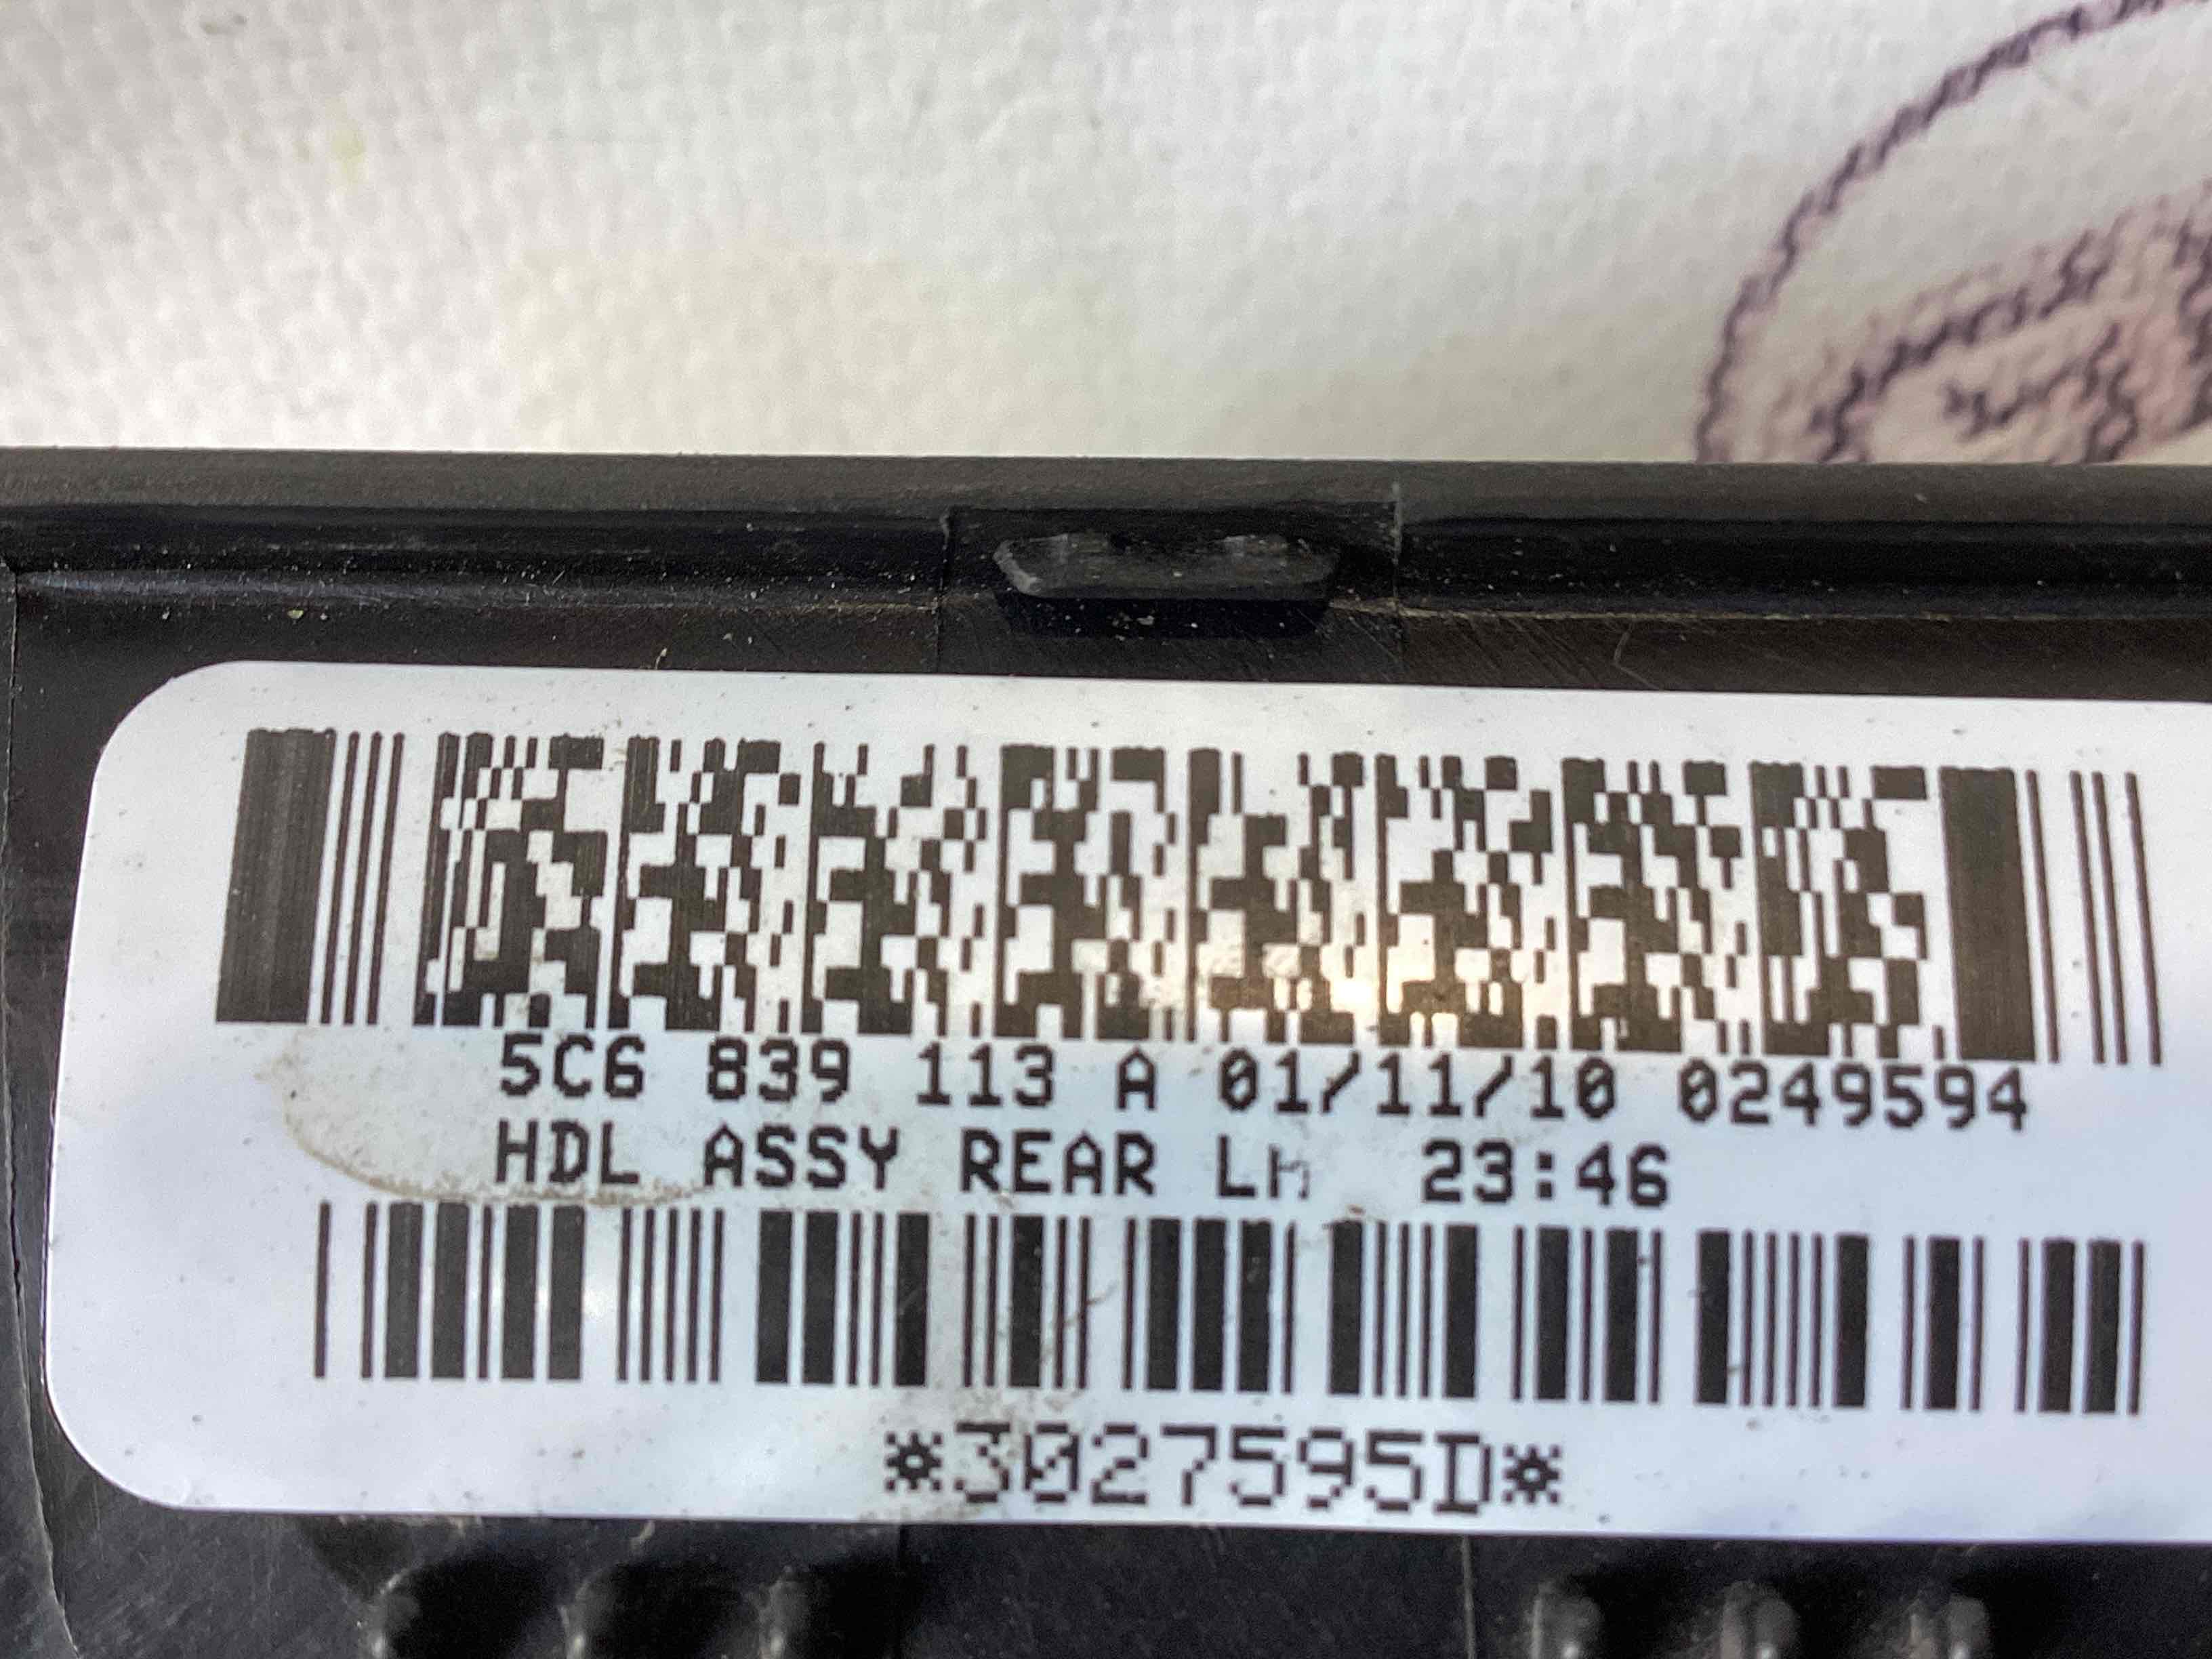 5C6 839 113 A 01/11/10 0249594
HDL ASSY REAR LH 23:46
*3027595D*